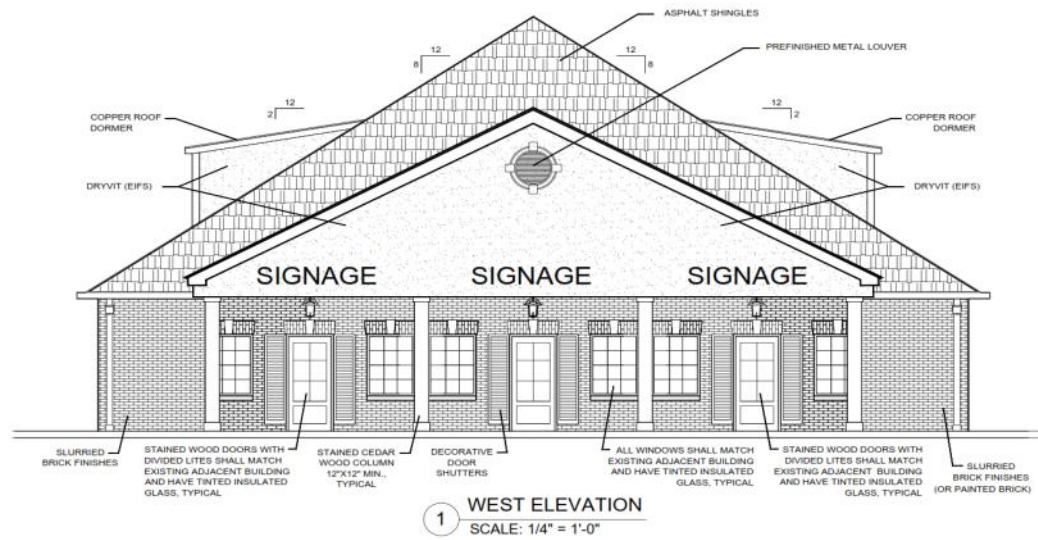 ASPHALT SHINGLES
PREFINISHED METAL LOUVER
12
8
12
8
12
2
12
2
COPPER ROOF
DORMER
COPPER ROOF
DORMER
DRYVIT (EIFS)
DRYVIT (EIFS)
SIGNAGE
SIGNAGE
SIGNAGE
SLURRIED
BRICK FINISHES
STAINED WOOD DOORS WITH
DIVIDED LITES SHALL MATCH
EXISTING ADJACENT BUILDING
AND HAVE TINTED INSULATED
GLASS, TYPICAL
STAINED CEDAR
WOOD COLUMN
12"X12" MIN.,
TYPICAL
DECORATIVE
DOOR
SHUTTERS
ALL WINDOWS SHALL MATCH
EXISTING ADJACENT BUILDING
AND HAVE TINTED INSULATED
GLASS, TYPICAL
STAINED WOOD DOORS WITH
DIVIDED LITES SHALL MATCH
EXISTING ADJACENT BUILDING
AND HAVE TINTED INSULATED
GLASS, TYPICAL
SLURRIED
BRICK FINISHES
(OR PAINTED BRICK)
1
WEST ELEVATION
SCALE: 1/4" = 1'-0"